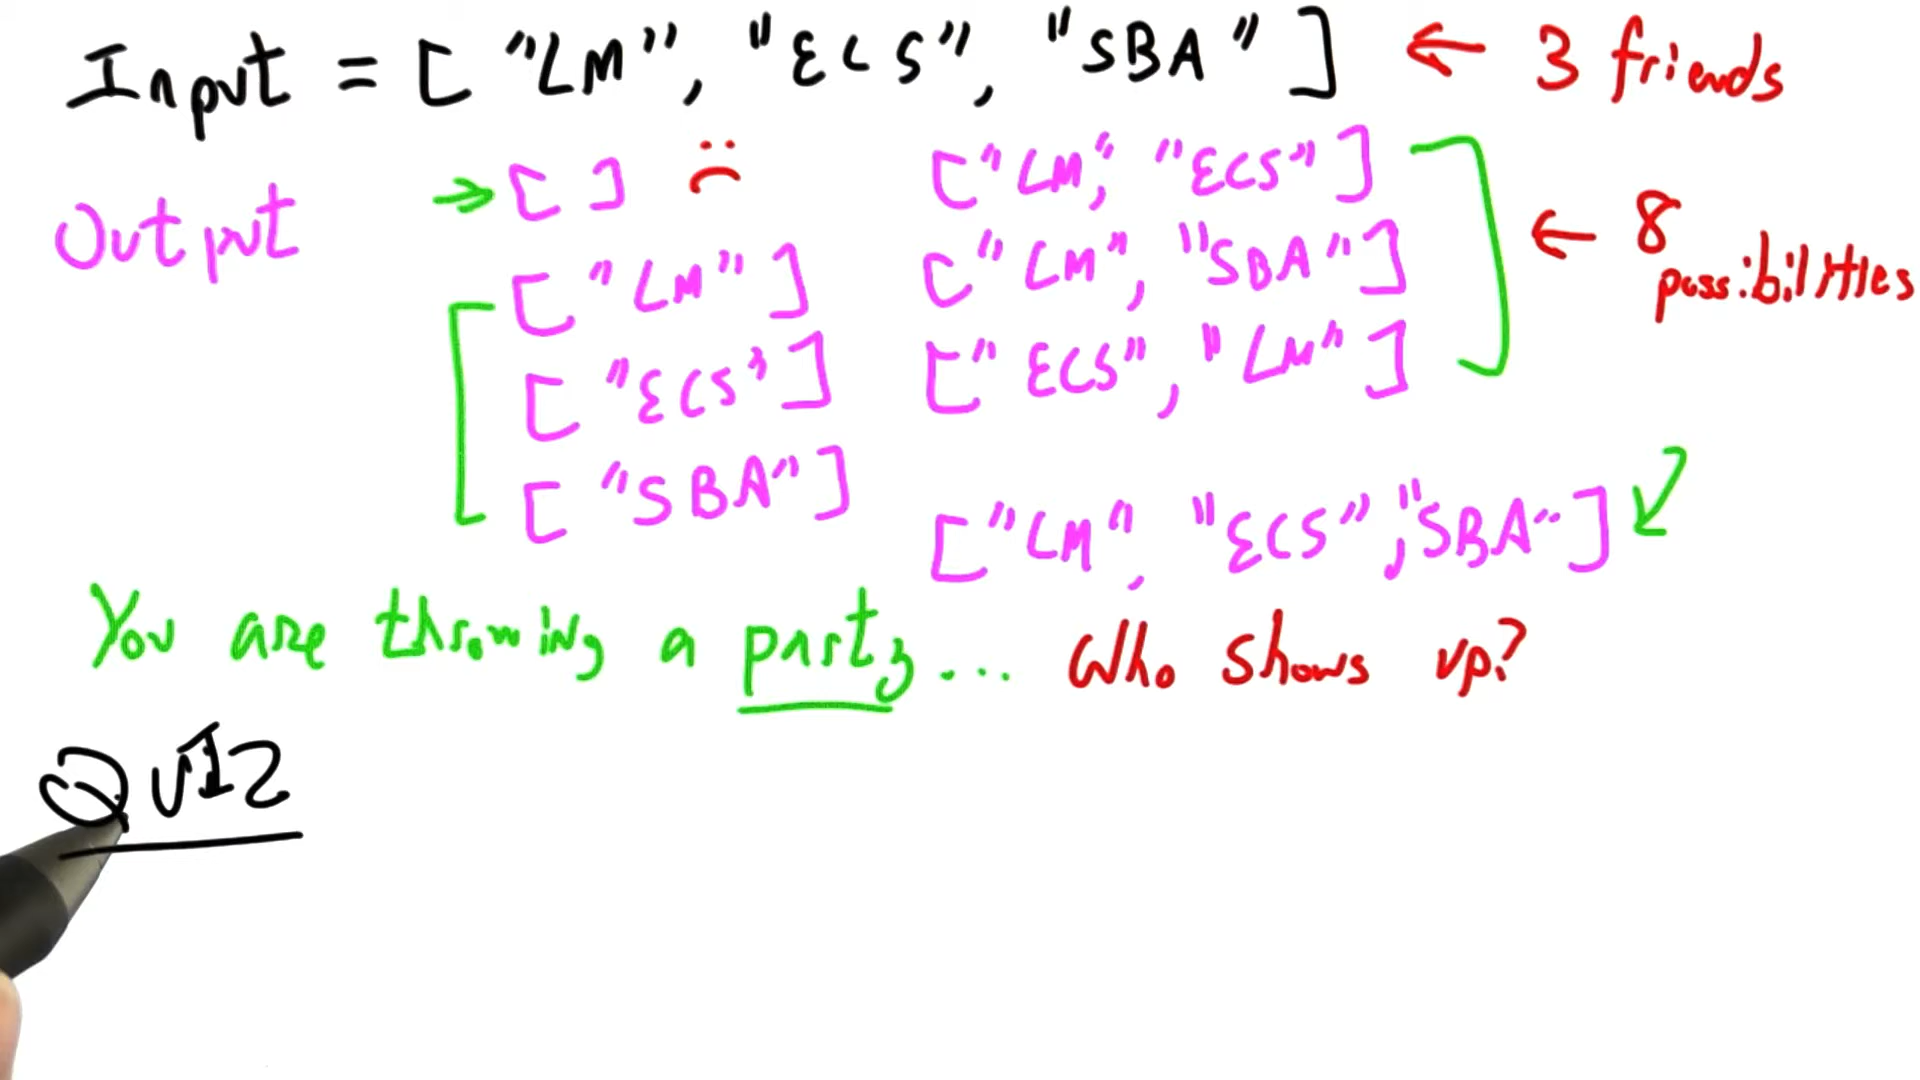 Input = ["LM", "ECS", "SBA"] ← 3 friends
Output → [ ] ["LM", "ECS"]
["LM"] ["LM", "SBA"] ← 8 possibilities
["ECS"] ["ECS", "LM"]
["SBA"]
["LM", "ECS", "SBA"]
You are throwing a party... Who shows up?
QUIZ